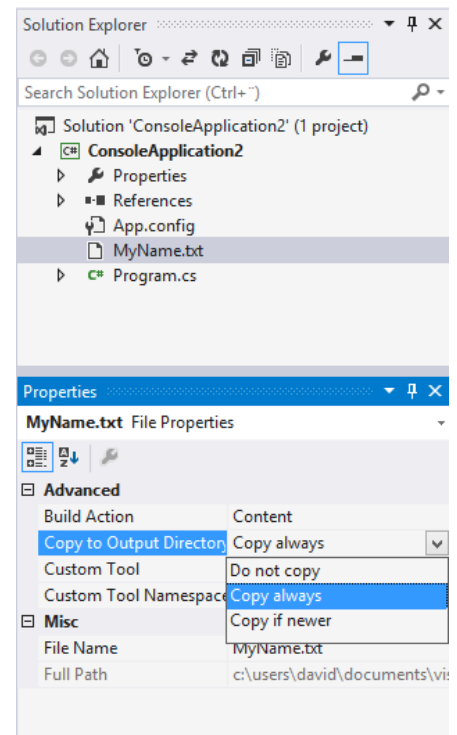 Solution Explorer
Search Solution Explorer (Ctrl+¨)
Solution 'ConsoleApplication2' (1 project)
C# ConsoleApplication2
Properties
References
App.config
MyName.txt
C# Program.cs
Properties
MyName.txt File Properties
Advanced
Build Action Content
Copy to Output Directory Copy always
Custom Tool Do not copy
Custom Tool Namespace Copy always
Misc Copy if newer
File Name MyName.txt
Full Path c:\users\david\documents\vis